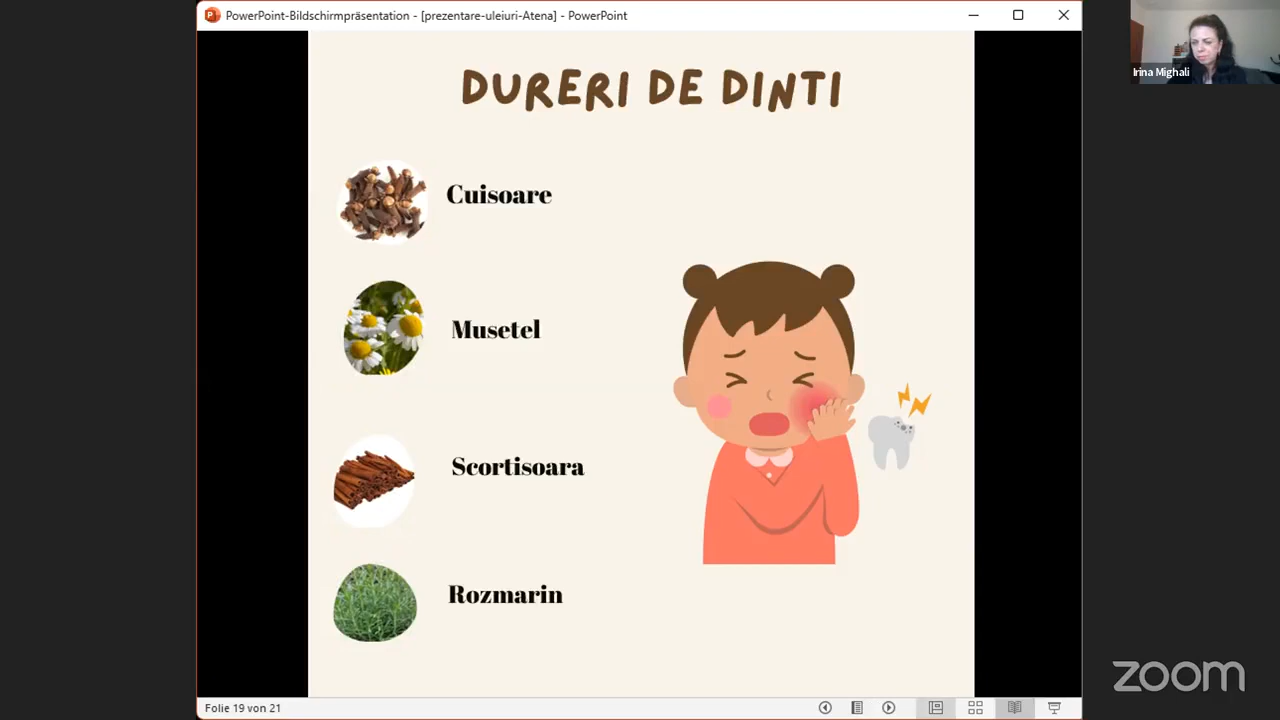 PowerPoint-Bildschirmpräsentation - [prezentare-uleiuri-Atena] - PowerPoint
Irina Mighali
DURERI DE DINTI
Cuisoare
Musetel
Scortisoara
Rozmarin
Folie 19 von 21
zoom